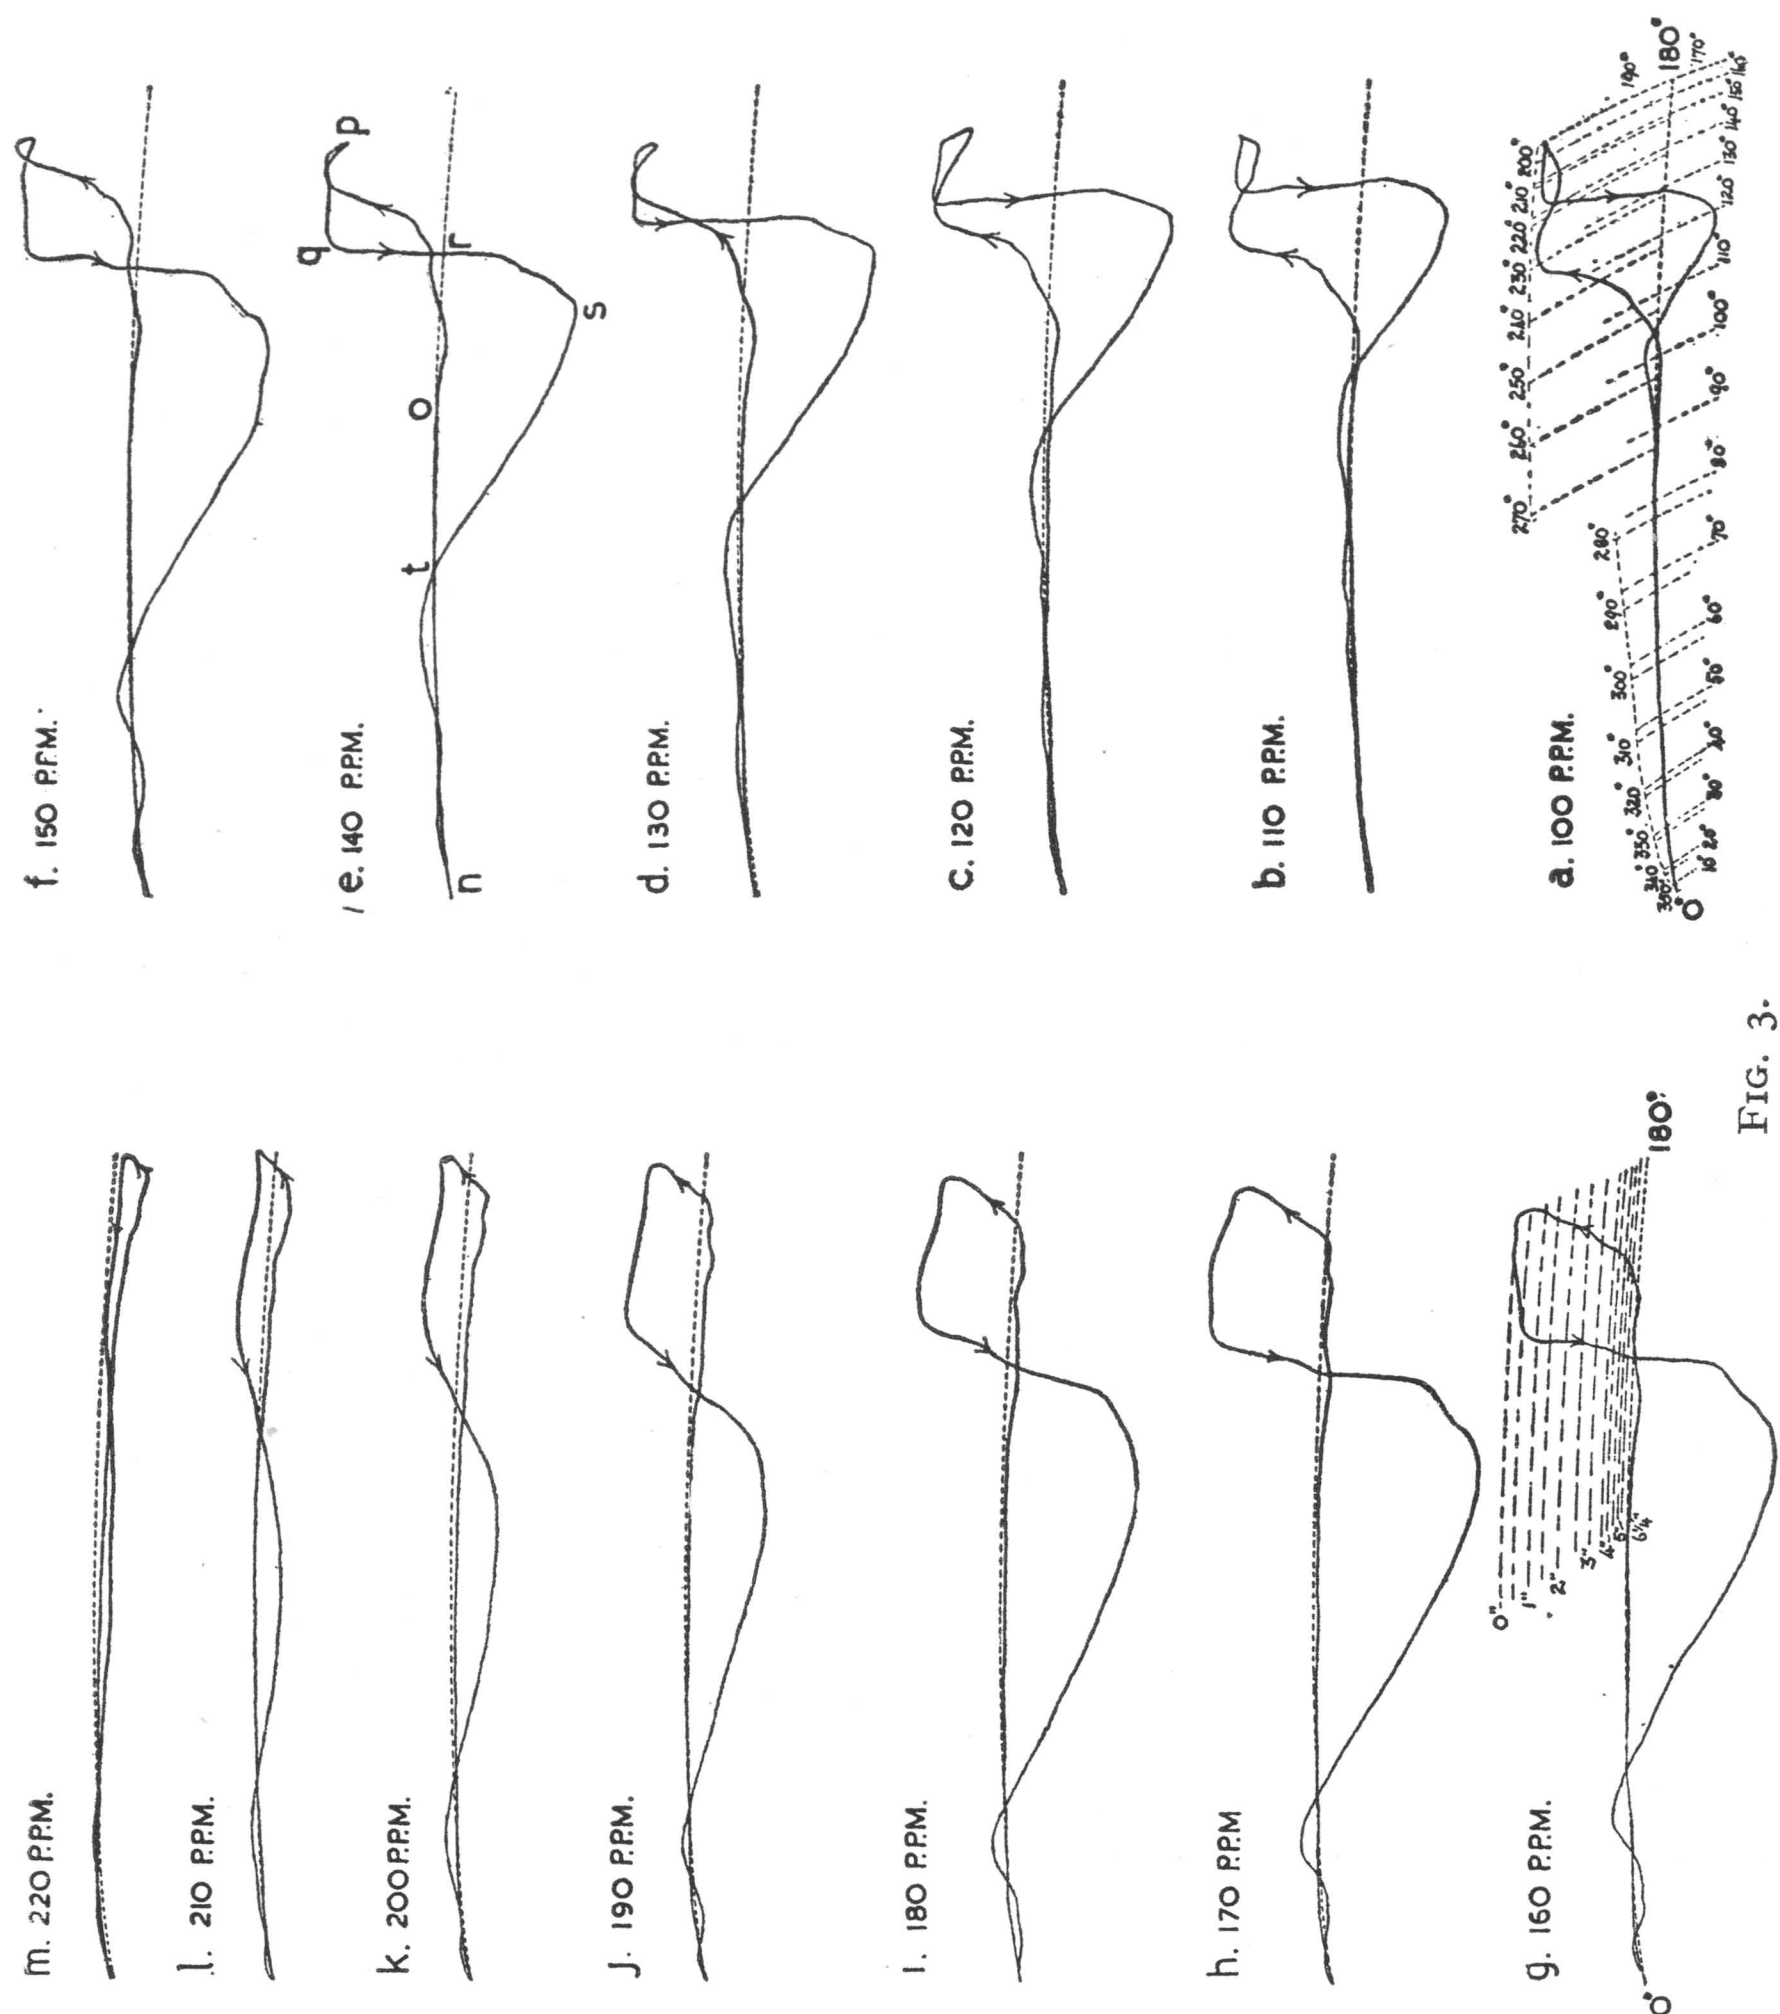 m. 220 P.P.M.
l. 210 P.P.M.
k. 200 P.P.M.
j. 190 P.P.M.
i. 180 P.P.M.
h. 170 P.P.M
g. 160 P.P.M.
0"
1"
2"
3"
4"
5"
6¼"
0° 180°
f. 150 P.P.M.
e. 140 P.P.M.
p
q
r
o
t
n
s
d. 130 P.P.M.
c. 120 P.P.M.
b. 110 P.P.M.
a. 100 P.P.M.
270° 260° 250° 240° 230° 220° 210° 200°
190°
350° 340° 330° 320° 310° 300° 290° 280°
0° 180°
10° 20° 30° 40° 50° 60° 70° 80° 90° 100° 110° 120° 130° 140° 150° 160° 170°
FIG. 3.